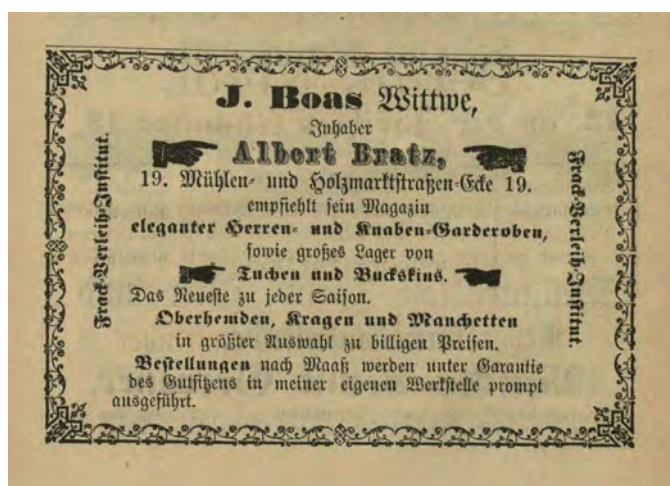 J. Boas Wittwe,
Inhaber
Albert Bratz,
19. Mühlen- und Holzmarktstraßen-Ecke 19.
empfiehlt sein Magazin
eleganter Herren- und Knaben-Garderoben,
sowie großes Lager von
Tuchen und Buckskins.
Das Neueste zu jeder Saison.
Oberhemden, Kragen und Manchetten
in größter Auswahl zu billigen Preisen.
Bestellungen nach Maaß werden unter Garantie
des Gutsitzens in meiner eigenen Werkstelle prompt
ausgeführt.
Frack-Verleih-Institut.
Frack-Verleih-Institut.